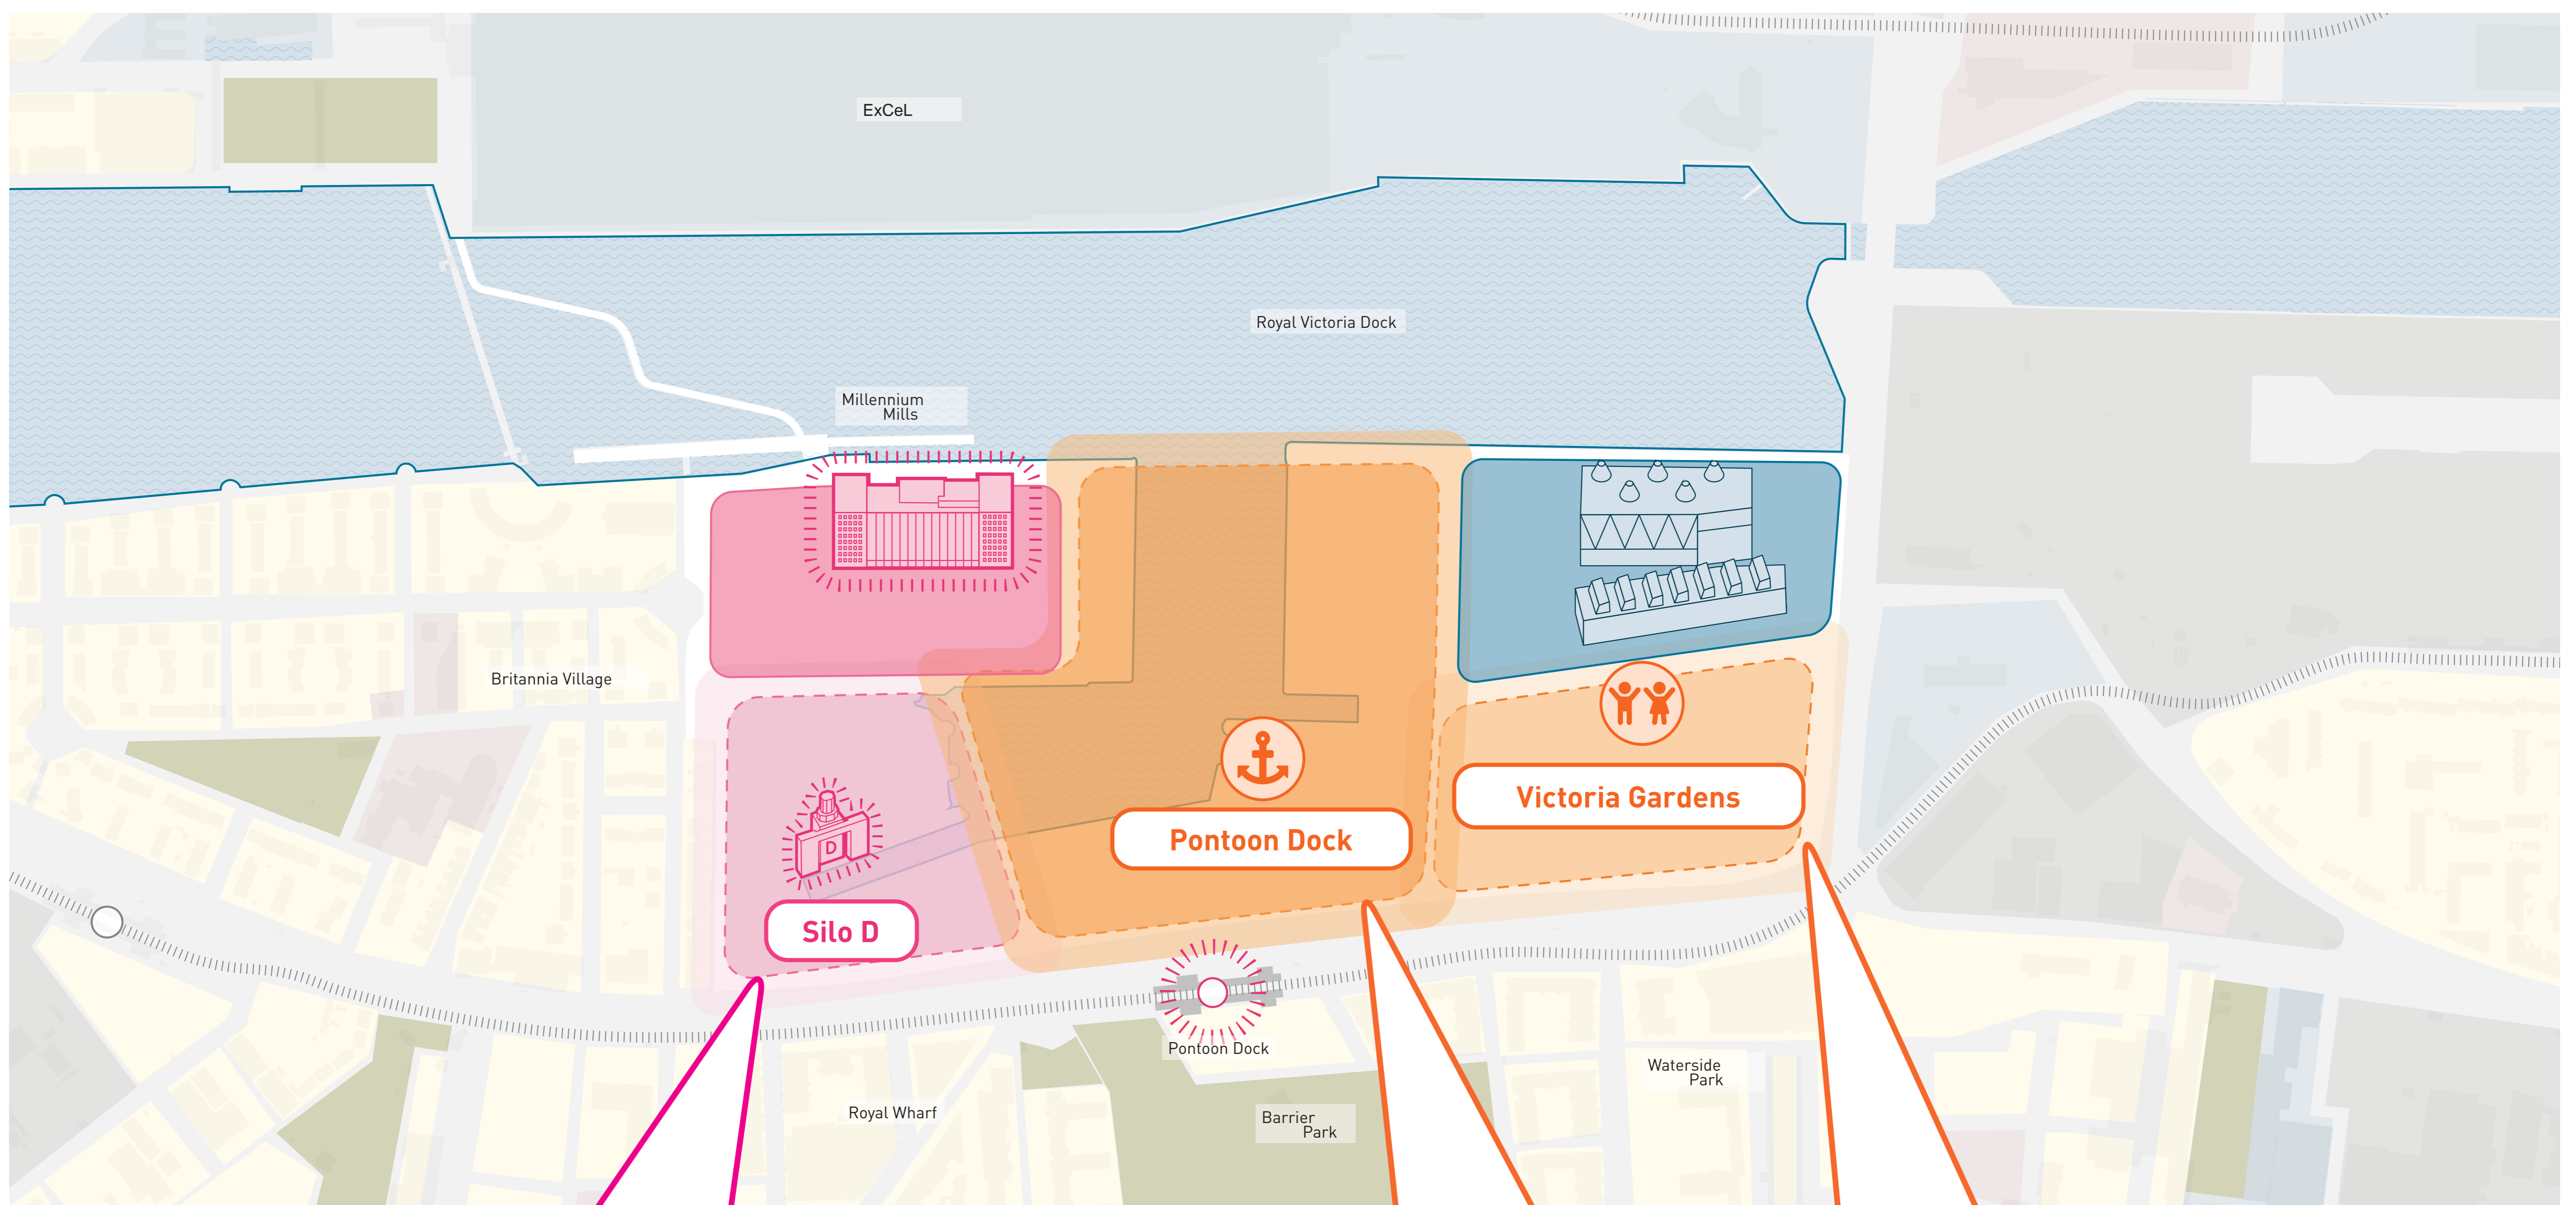 ExCeL
Royal Victoria Dock
Millennium
Mills
Britannia Village
Victoria Gardens
Pontoon Dock
D
Silo D
Pontoon Dock
Waterside
Park
Royal Wharf
Barrier
Park